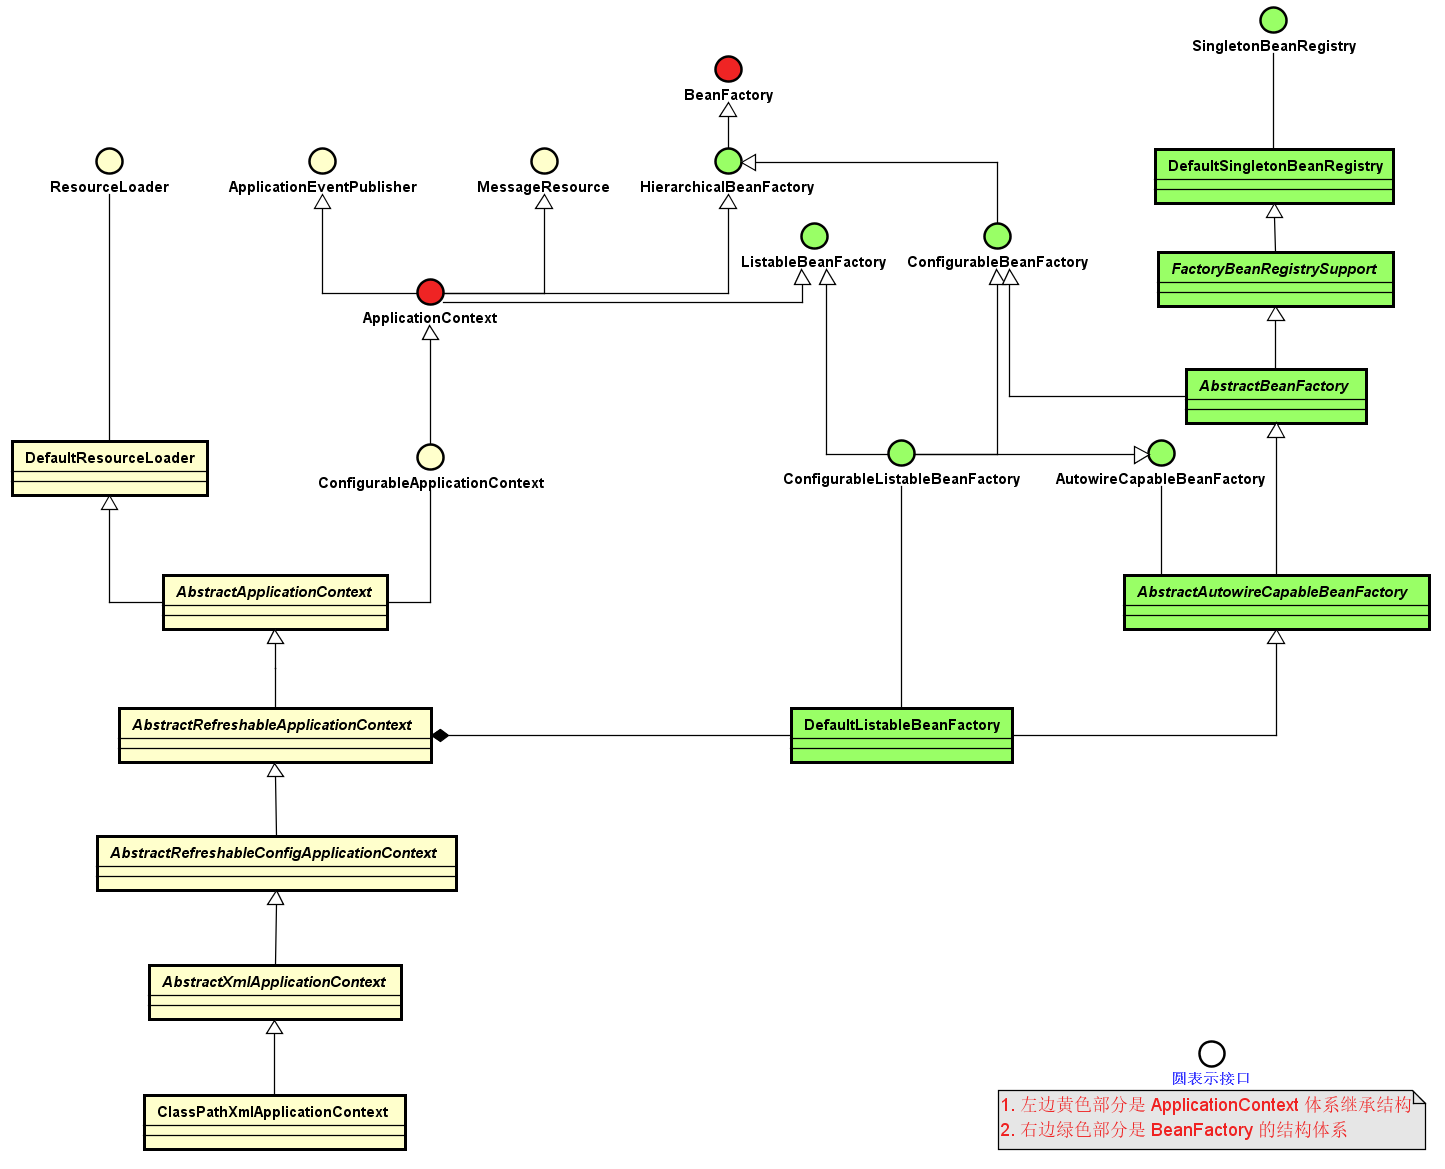 SingletonBeanRegistry
BeanFactory
DefaultSingletonBeanRegistry
ResourceLoader
ApplicationEventPublisher
MessageResource
HierarchicalBeanFactory
ListableBeanFactory
ConfigurableBeanFactory
FactoryBeanRegistrySupport
ApplicationContext
AbstractBeanFactory
DefaultResourceLoader
ConfigurableApplicationContext
ConfigurableListableBeanFactory
AutowireCapableBeanFactory
AbstractApplicationContext
AbstractAutowireCapableBeanFactory
AbstractRefreshableApplicationContext
DefaultListableBeanFactory
AbstractRefreshableConfigApplicationContext
AbstractXmlApplicationContext
ClassPathXmlApplicationContext
圆表示接口
1. 左边黄色部分是 ApplicationContext 体系继承结构
2. 右边绿色部分是 BeanFactory 的结构体系